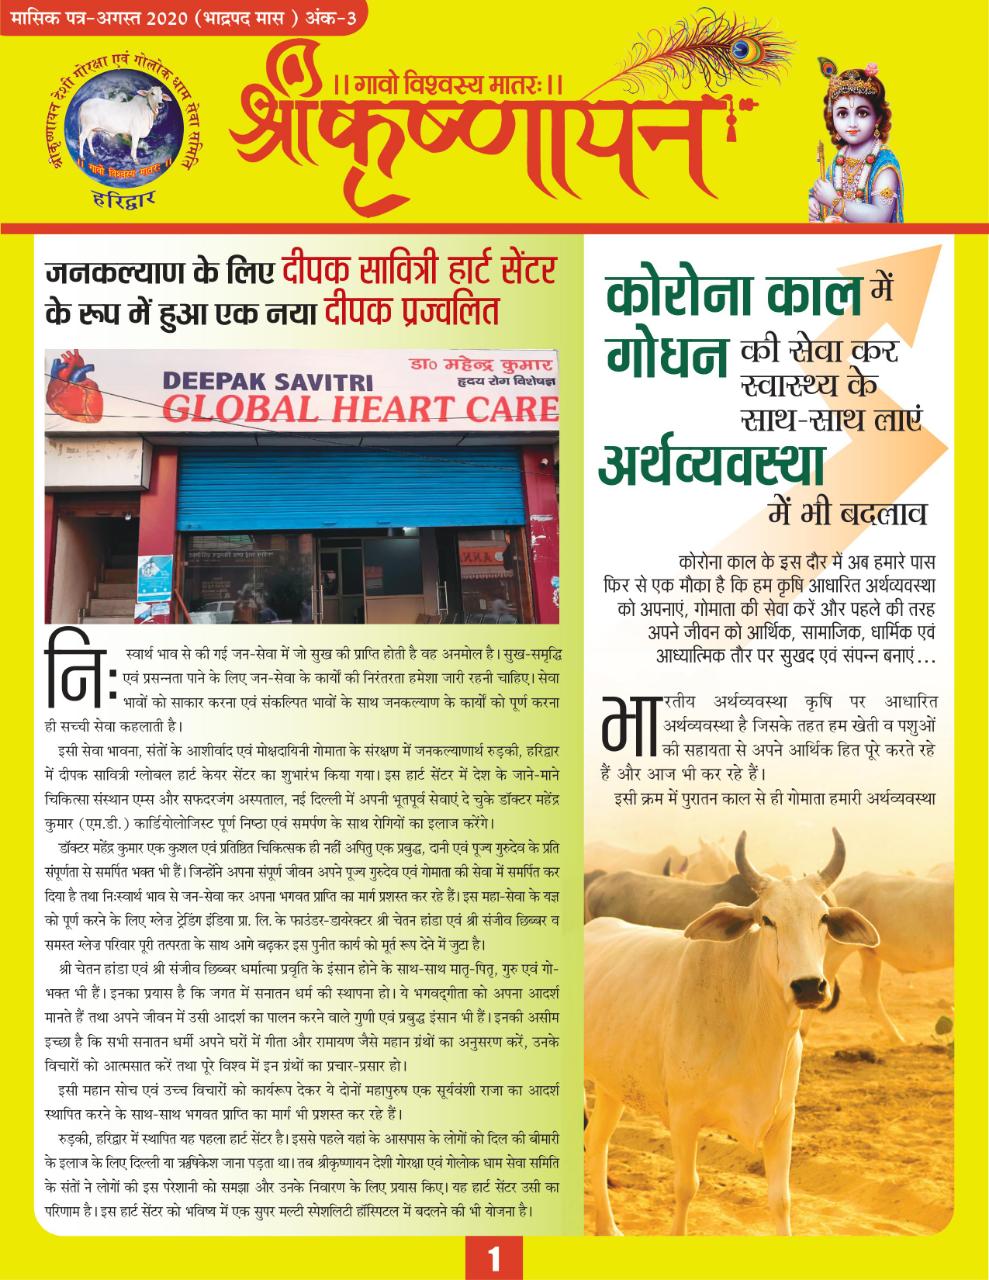 मासिक पत्र-अगस्त 2020 (भाद्रपद मास ) अंक-3
श्रीकृष्णायन देशी गोरक्षा एवं गोलोक धाम सेवा समिति
।। गावो विश्वस्य मातरः ।।
हरिद्वार
।। गावो विश्वस्य मातरः ।।
श्रीकृष्णायन
जनकल्याण के लिए दीपक सावित्री हार्ट सेंटर
के रूप में हुआ एक नया दीपक प्रज्वलित
डा० महेन्द्र कुमार
हृदय रोग विशेषज्ञ
DEEPAK SAVITRI
GLOBAL HEART CARE
निः स्वार्थ भाव से की गई जन-सेवा में जो सुख की प्राप्ति होती है वह अनमोल है। सुख-समृद्धि
एवं प्रसन्नता पाने के लिए जन-सेवा के कार्यों की निरंतरता हमेशा जारी रहनी चाहिए। सेवा
भावों को साकार करना एवं संकल्पित भावों के साथ जनकल्याण के कार्यों को पूर्ण करना
ही सच्ची सेवा कहलाती है।
इसी सेवा भावना, संतों के आशीर्वाद एवं मोक्षदायिनी गोमाता के संरक्षण में जनकल्याणार्थ रुड़की, हरिद्वार
में दीपक सावित्री ग्लोबल हार्ट केयर सेंटर का शुभारंभ किया गया। इस हार्ट सेंटर में देश के जाने-माने
चिकित्सा संस्थान एम्स और सफदरजंग अस्पताल, नई दिल्ली में अपनी भूतपूर्व सेवाएं दे चुके डॉक्टर महेंद्र
कुमार (एम.डी.) कार्डियोलोजिस्ट पूर्ण निष्ठा एवं समर्पण के साथ रोगियों का इलाज करेंगे।
डॉक्टर महेंद्र कुमार एक कुशल एवं प्रतिष्ठित चिकित्सक ही नहीं अपितु एक प्रबुद्ध, दानी एवं पूज्य गुरुदेव के प्रति
संपूर्णता से समर्पित भक्त भी हैं। जिन्होंने अपना संपूर्ण जीवन अपने पूज्य गुरुदेव एवं गोमाता की सेवा में समर्पित कर
दिया है तथा निःस्वार्थ भाव से जन-सेवा कर अपना भगवत प्राप्ति का मार्ग प्रशस्त कर रहे हैं। इस महा-सेवा के यज्ञ
को पूर्ण करने के लिए ग्लेज ट्रेडिंग इंडिया प्रा. लि. के फाउंडर-डायरेक्टर श्री चेतन हांडा एवं श्री संजीव छिब्बर व
समस्त ग्लेज परिवार पूरी तत्परता के साथ आगे बढ़कर इस पुनीत कार्य को मूर्त रूप देने में जुटा है।
श्री चेतन हांडा एवं श्री संजीव छिब्बर धर्मात्मा प्रवृति के इंसान होने के साथ-साथ मातृ-पितृ, गुरु एवं गो-
भक्त भी हैं। इनका प्रयास है कि जगत में सनातन धर्म की स्थापना हो। ये भगवद्‌गीता को अपना आदर्श
मानते हैं तथा अपने जीवन में उसी आदर्श का पालन करने वाले गुणी एवं प्रबुद्ध इंसान भी हैं। इनकी असीम
इच्छा है कि सभी सनातन धर्मी अपने घरों में गीता और रामायण जैसे महान ग्रंथों का अनुसरण करें, उनके
विचारों को आत्मसात करें तथा पूरे विश्व में इन ग्रंथों का प्रचार-प्रसार हो।
इसी महान सोच एवं उच्च विचारों को कार्यरूप देकर ये दोनों महापुरुष एक सूर्यवंशी राजा का आदर्श
स्थापित करने के साथ-साथ भगवत प्राप्ति का मार्ग भी प्रशस्त कर रहे हैं।
रुड़की, हरिद्वार में स्थापित यह पहला हार्ट सेंटर है। इससे पहले यहां के आसपास के लोगों को दिल की बीमारी
के इलाज के लिए दिल्ली या ऋषिकेश जाना पड़ता था। तब श्रीकृष्णायन देशी गोरक्षा एवं गोलोक धाम सेवा समिति
के संतों ने लोगों की इस परेशानी को समझा और उनके निवारण के लिए प्रयास किए। यह हार्ट सेंटर उसी का
परिणाम है। इस हार्ट सेंटर को भविष्य में एक सुपर मल्टी स्पेशलिटी हॉस्पिटल में बदलने की भी योजना है।
कोरोना काल में
गोधन की सेवा कर
स्वास्थ्य के
साथ-साथ लाएं
अर्थव्यवस्था
में भी बदलाव
कोरोना काल के इस दौर में अब हमारे पास
फिर से एक मौका है कि हम कृषि आधारित अर्थव्यवस्था
को अपनाएं, गोमाता की सेवा करें और पहले की तरह
अपने जीवन को आर्थिक, सामाजिक, धार्मिक एवं
आध्यात्मिक तौर पर सुखद एवं संपन्न बनाएं...
भारतीय अर्थव्यवस्था कृषि पर आधारित
अर्थव्यवस्था है जिसके तहत हम खेती व पशुओं
की सहायता से अपने आर्थिक हित पूरे करते रहे
हैं और आज भी कर रहे हैं।
इसी क्रम में पुरातन काल से ही गोमाता हमारी अर्थव्यवस्था
1